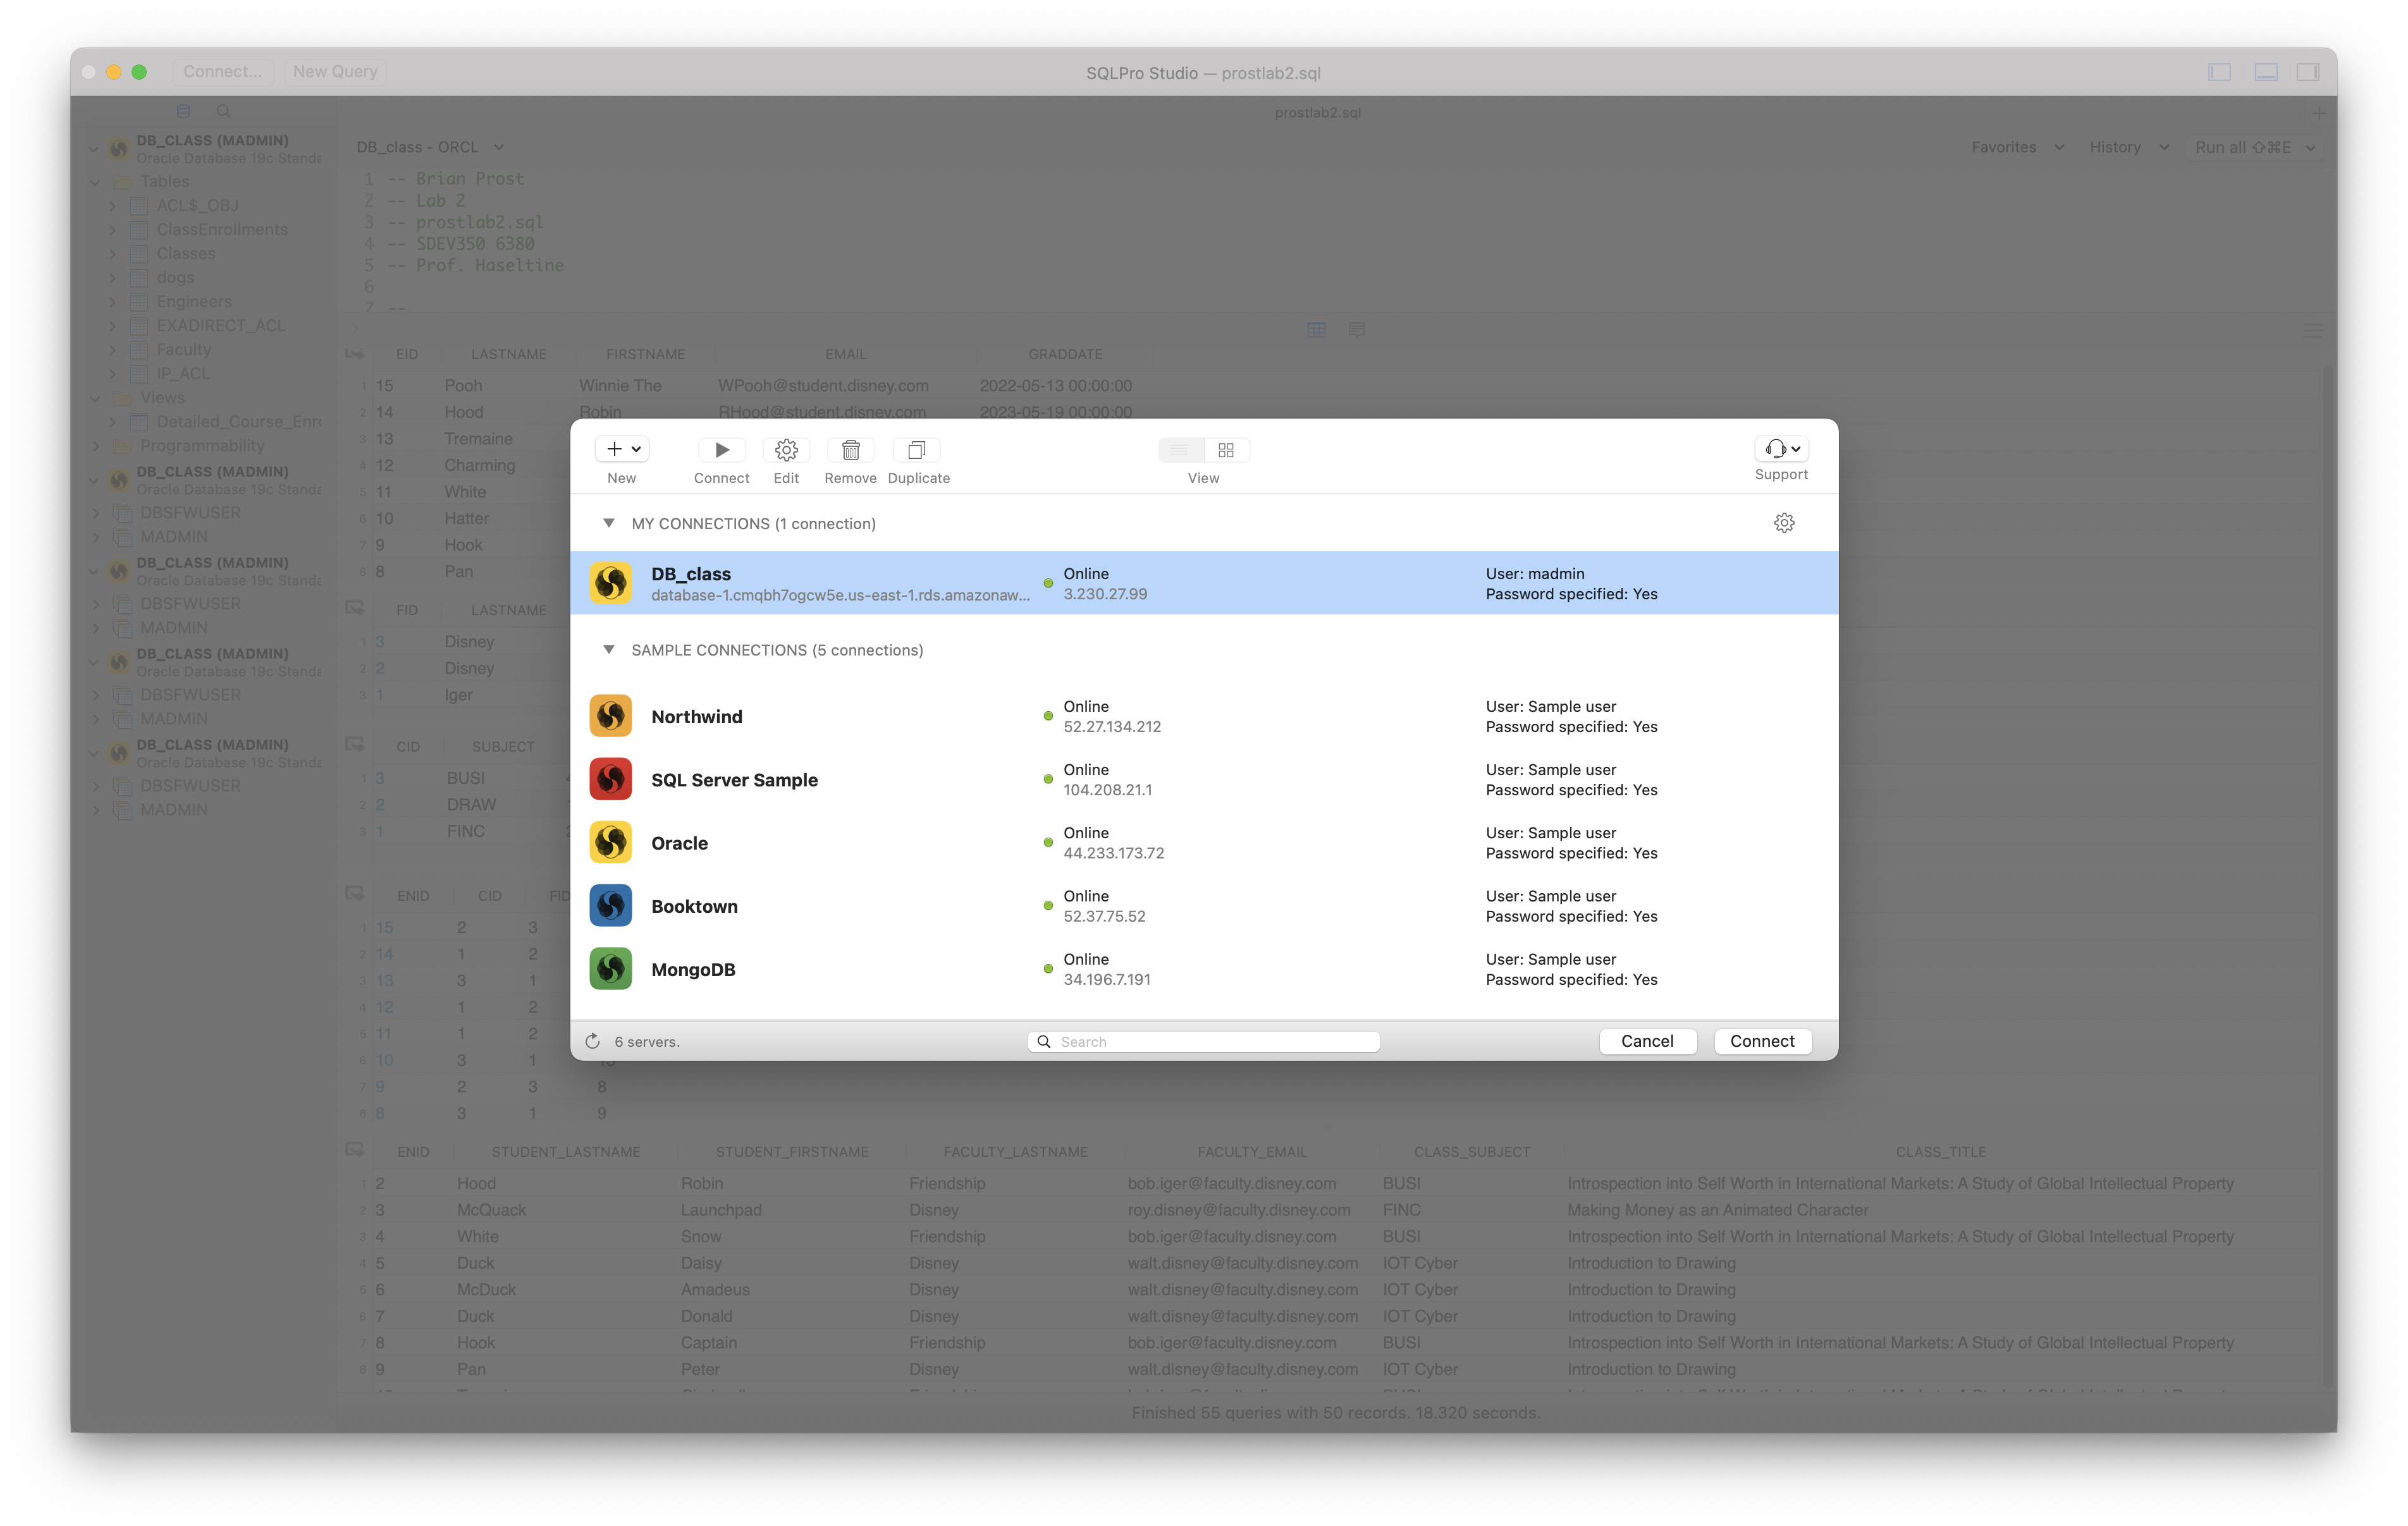 Connect...
New Query
SQLPro Studio — prostlab2.sql
prostlab2.sql
DB_CLASS (MADMIN)
Oracle Database 19c Standa
Tables
ACL$_OBJ
ClassEnrollments
Classes
dogs
Engineers
EXADIRECT_ACL
Faculty
IP_ACL
Views
Detailed_Course_Enro
Programmability
DB_CLASS (MADMIN)
Oracle Database 19c Standa
DBSFWUSER
MADMIN
DB_CLASS (MADMIN)
Oracle Database 19c Standa
DBSFWUSER
MADMIN
DB_CLASS (MADMIN)
Oracle Database 19c Standa
DBSFWUSER
MADMIN
DB_CLASS (MADMIN)
Oracle Database 19c Standa
DBSFWUSER
MADMIN
DB_class - ORCL
Favorites
History
Run all ⇧⌘E
1 -- Brian Prost
2 -- Lab 2
3 -- prostlab2.sql
4 -- SDEV350 6380
5 -- Prof. Haseltine
6
7 --
EID LASTNAME FIRSTNAME EMAIL GRADDATE
1 15 Pooh Winnie The WPooh@student.disney.com 2022-05-13 00:00:00
2 14 Hood Robin RHood@student.disney.com 2023-05-19 00:00:00
3 13 Tremaine
4 12 Charming
5 11 White
6 10 Hatter
7 9 Hook
8 8 Pan
FID LASTNAME
1 3 Disney
2 2 Disney
3 1 Iger
CID SUBJECT
1 3 BUSI
2 2 DRAW
3 1 FINC
ENID CID FID
1 15 2 3
2 14 1 2
3 13 3 1
4 12 1 2
5 11 1 2
6 10 3 1
7 9 2 3 8
8 8 3 1 9
New
Connect
Edit
Remove
Duplicate
View
Support
MY CONNECTIONS (1 connection)
DB_class
database-1.cmqbh7ogcw5e.us-east-1.rds.amazonaw...
Online
3.230.27.99
User: madmin
Password specified: Yes
SAMPLE CONNECTIONS (5 connections)
Northwind
Online
52.27.134.212
User: Sample user
Password specified: Yes
SQL Server Sample
Online
104.208.21.1
User: Sample user
Password specified: Yes
Oracle
Online
44.233.173.72
User: Sample user
Password specified: Yes
Booktown
Online
52.37.75.52
User: Sample user
Password specified: Yes
MongoDB
Online
34.196.7.191
User: Sample user
Password specified: Yes
6 servers.
Search
Cancel
Connect
ENID STUDENT_LASTNAME STUDENT_FIRSTNAME FACULTY_LASTNAME FACULTY_EMAIL CLASS_SUBJECT CLASS_TITLE
1 2 Hood Robin Friendship bob.iger@faculty.disney.com BUSI Introspection into Self Worth in International Markets: A Study of Global Intellectual Property
2 3 McQuack Launchpad Disney roy.disney@faculty.disney.com FINC Making Money as an Animated Character
3 4 White Snow Friendship bob.iger@faculty.disney.com BUSI Introspection into Self Worth in International Markets: A Study of Global Intellectual Property
4 5 Duck Daisy Disney walt.disney@faculty.disney.com IOT Cyber Introduction to Drawing
5 6 McDuck Amadeus Disney walt.disney@faculty.disney.com IOT Cyber Introduction to Drawing
6 7 Duck Donald Disney walt.disney@faculty.disney.com IOT Cyber Introduction to Drawing
7 8 Hook Captain Friendship bob.iger@faculty.disney.com BUSI Introspection into Self Worth in International Markets: A Study of Global Intellectual Property
8 9 Pan Peter Disney walt.disney@faculty.disney.com IOT Cyber Introduction to Drawing
Finished 55 queries with 50 records. 18.320 seconds.